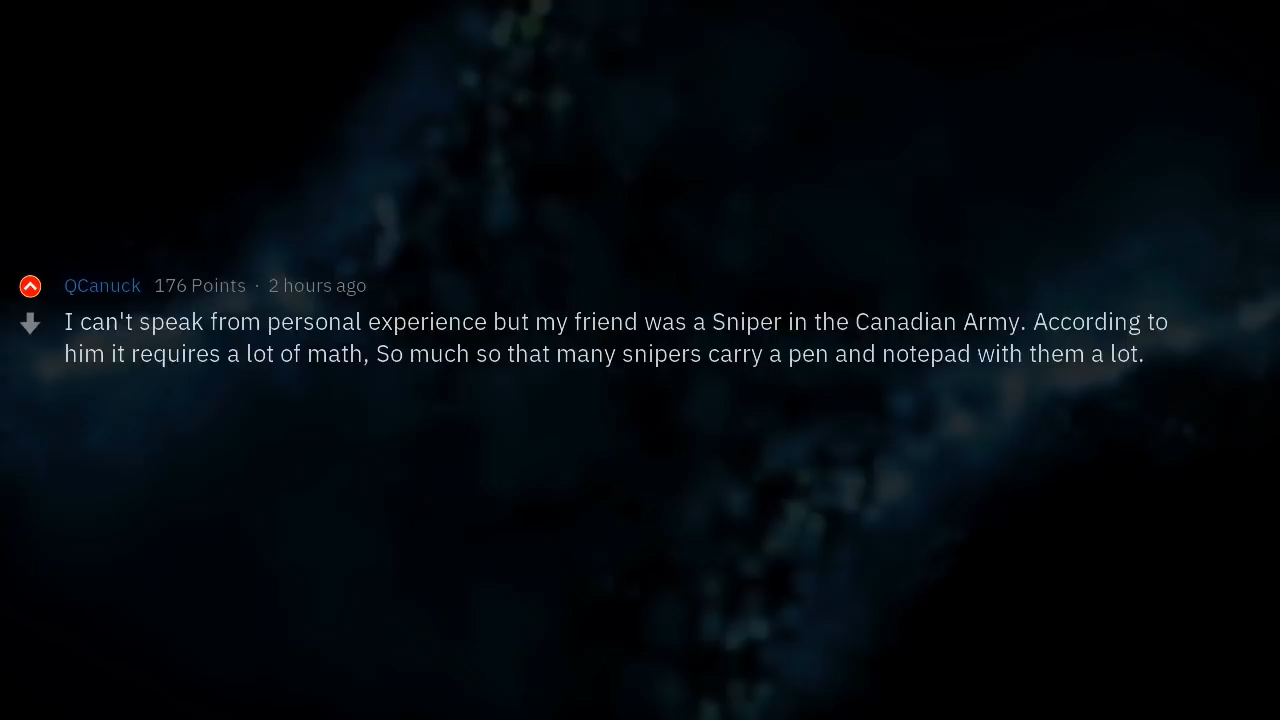 QCanuck 176 Points · 2 hours ago
I can't speak from personal experience but my friend was a Sniper in the Canadian Army. According to
him it requires a lot of math, So much so that many snipers carry a pen and notepad with them a lot.